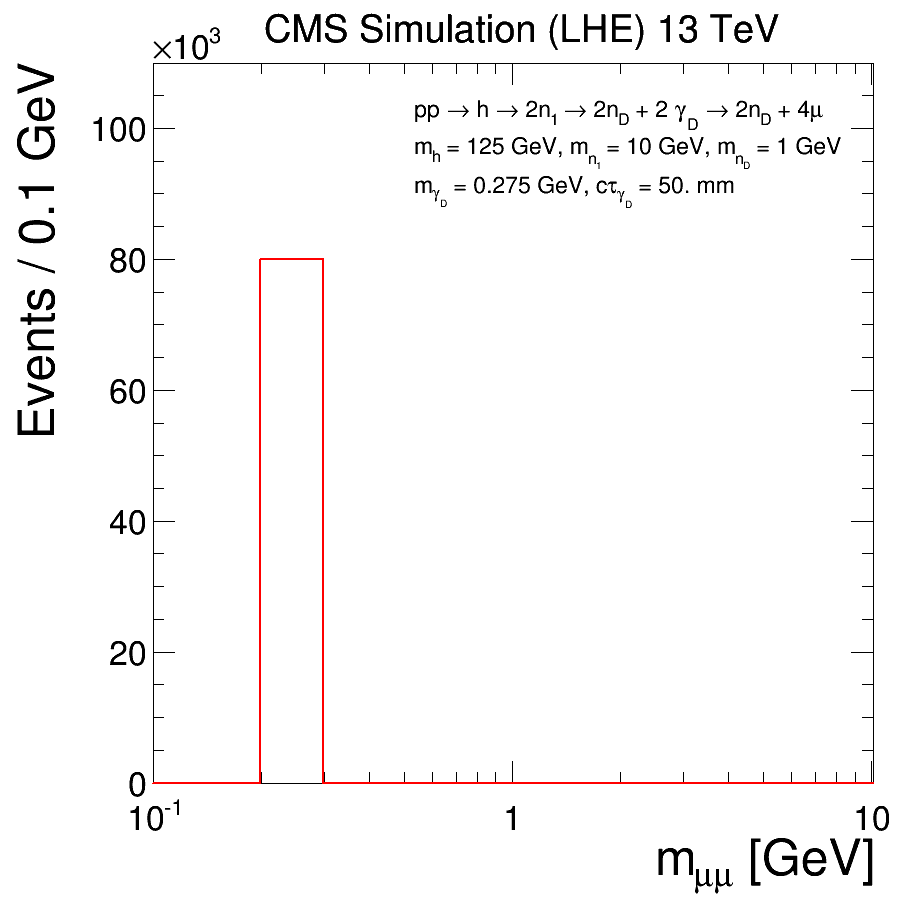 CMS Simulation (LHE) 13 TeV
×10³
Events / 0.1 GeV
pp → h → 2n₁ → 2n_D + 2 γ_D → 2n_D + 4μ
m_h = 125 GeV, m_n₁ = 10 GeV, m_n_D = 1 GeV
m_γ_D = 0.275 GeV, cτ_γ_D = 50. mm
100
80
60
40
20
0
10⁻¹ 1 10
m_μμ [GeV]